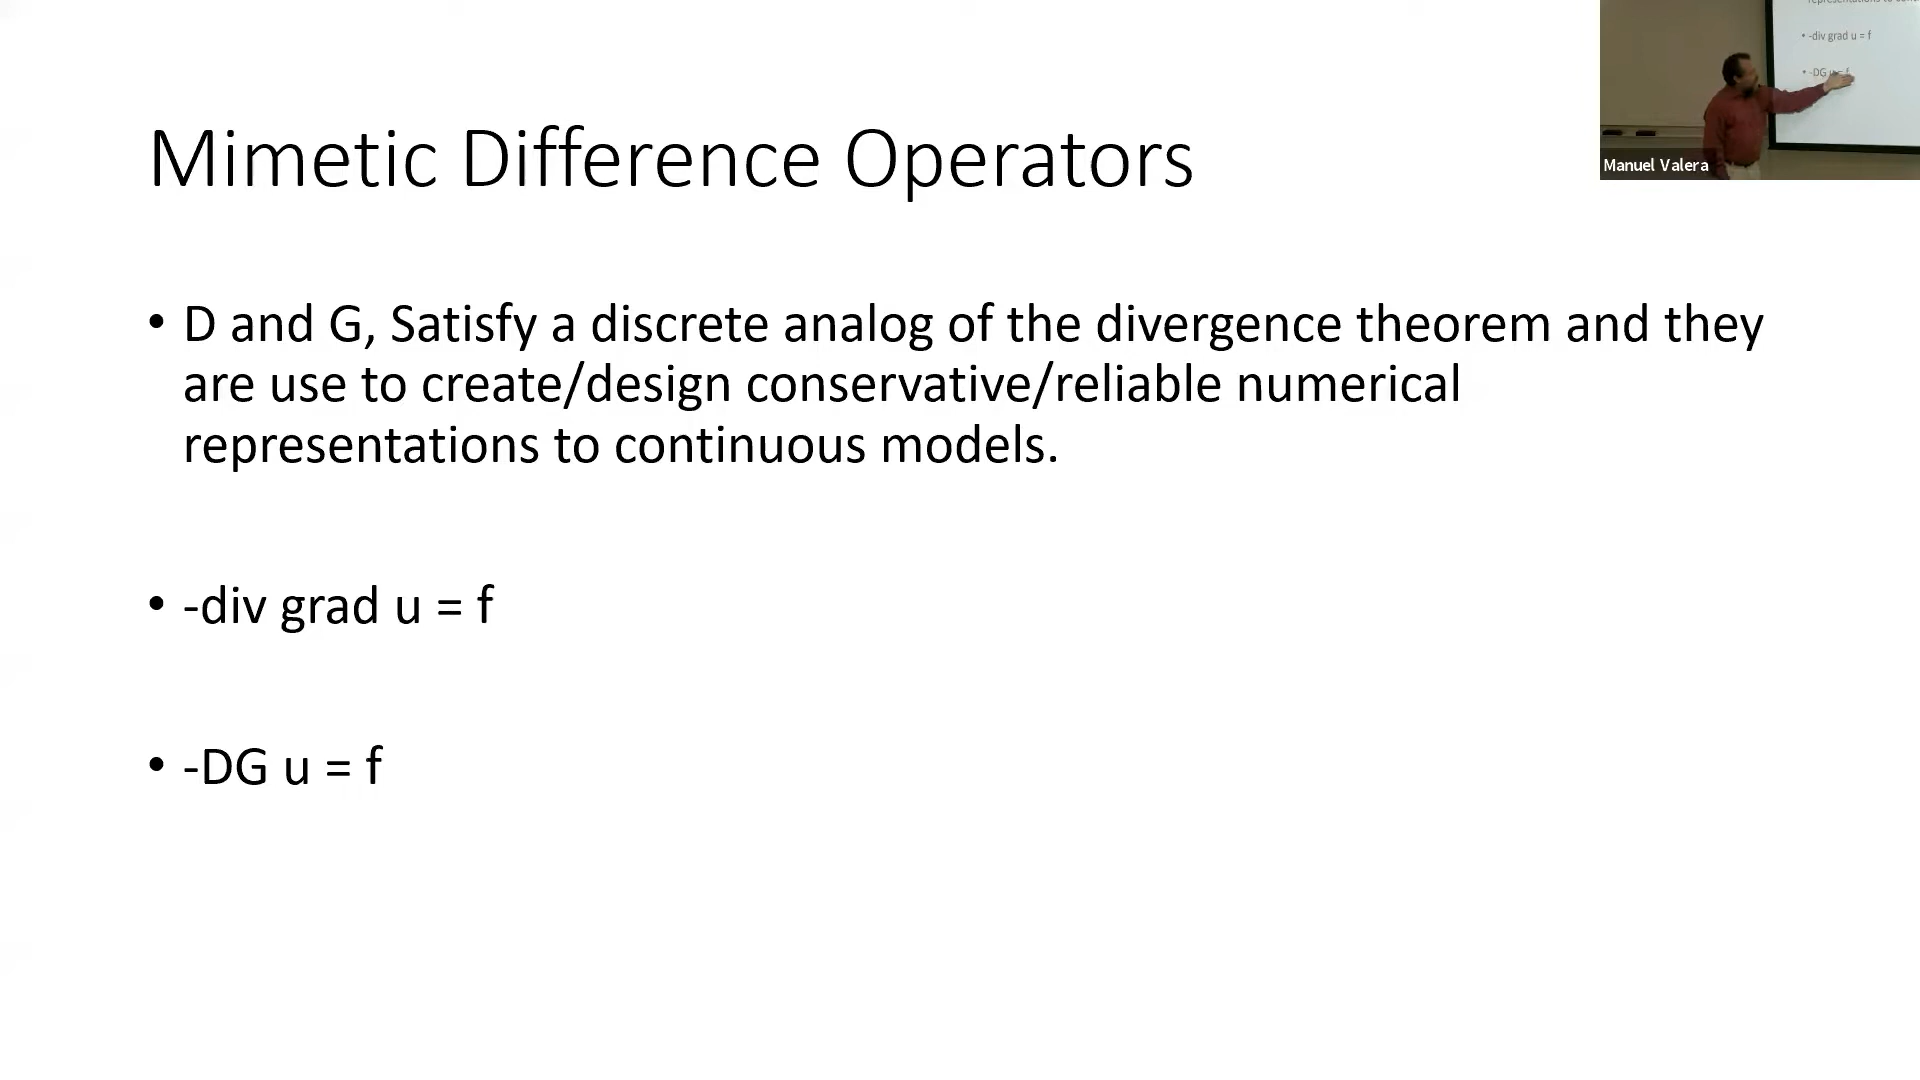 Mimetic Difference Operators
• D and G, Satisfy a discrete analog of the divergence theorem and they
are use to create/design conservative/reliable numerical
representations to continuous models.
• -div grad u = f
• -DG u = f
• -div grad u = f
• -DG
Manuel Valera